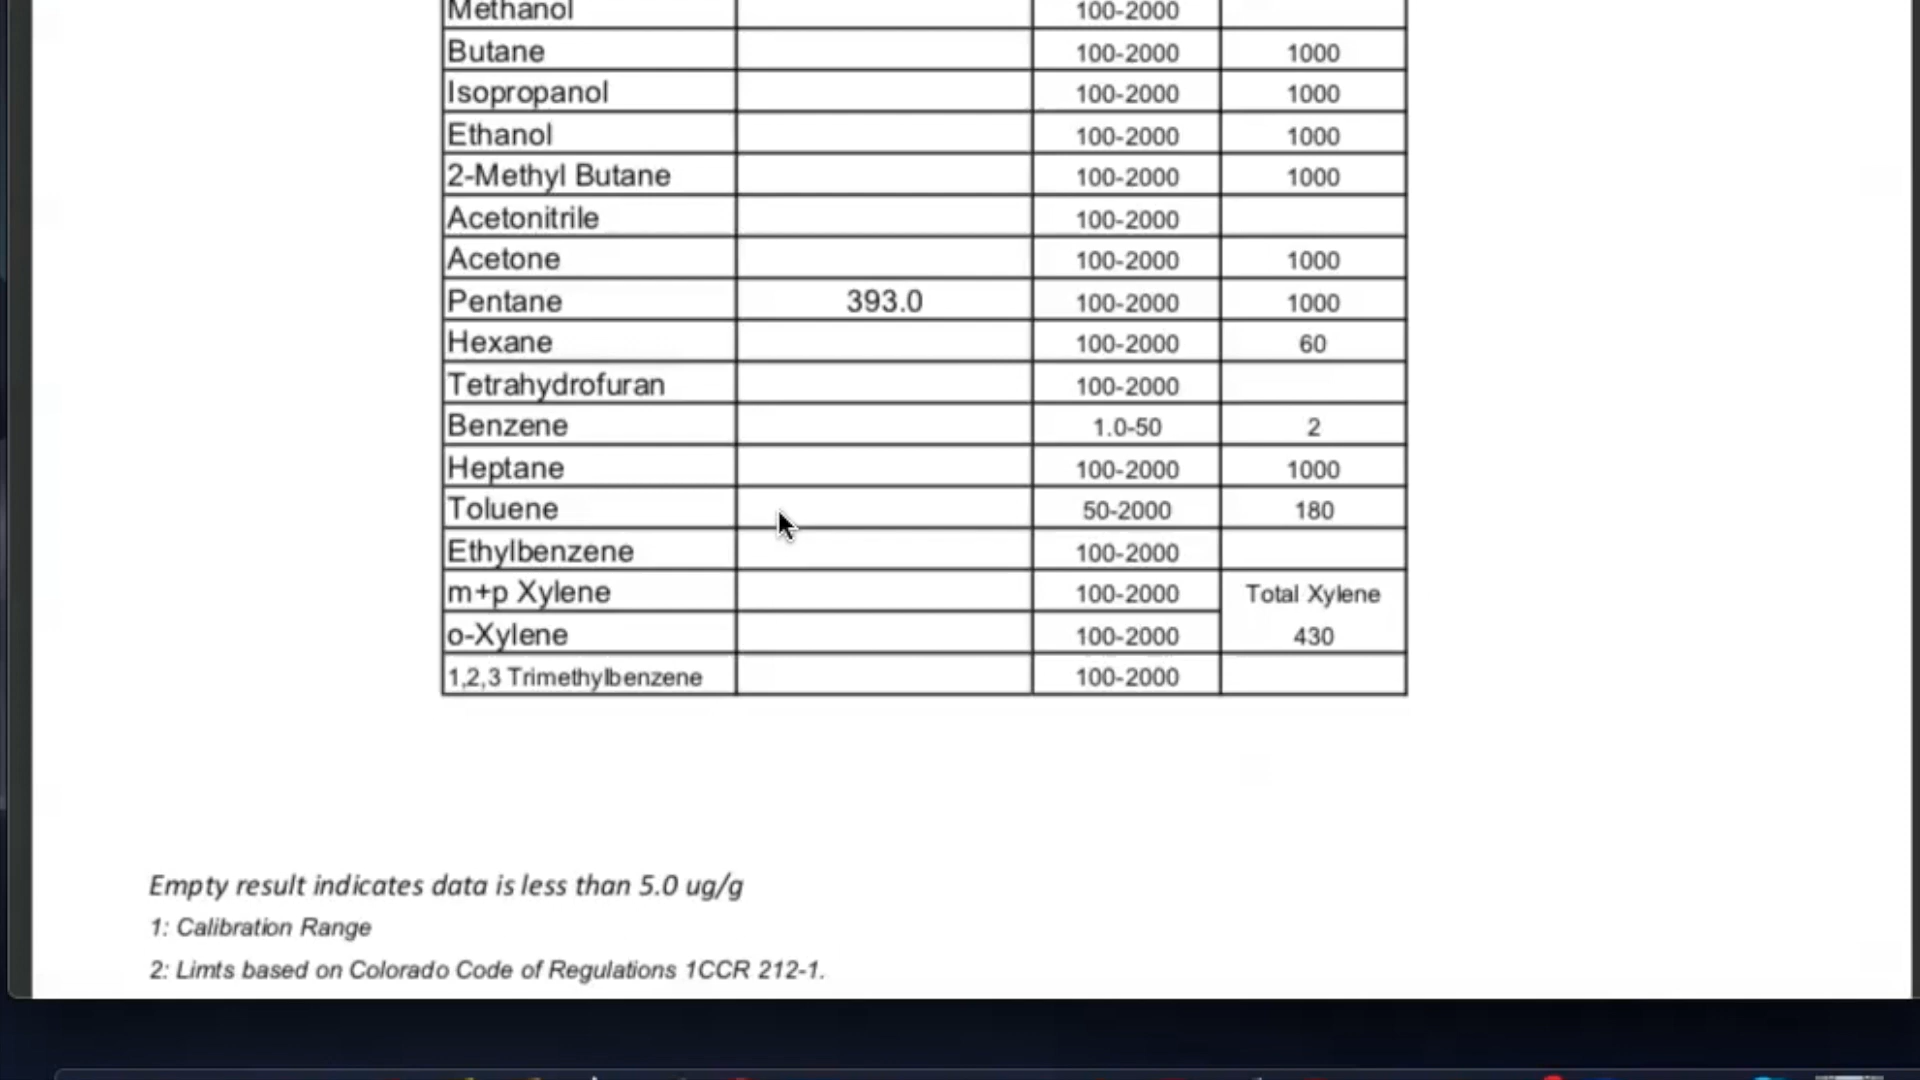 Methanol 100-2000
Butane 100-2000 1000
Isopropanol 100-2000 1000
Ethanol 100-2000 1000
2-Methyl Butane 100-2000 1000
Acetonitrile 100-2000
Acetone 100-2000 1000
Pentane 393.0 100-2000 1000
Hexane 100-2000 60
Tetrahydrofuran 100-2000
Benzene 1.0-50 2
Heptane 100-2000 1000
Toluene 50-2000 180
Ethylbenzene 100-2000
m+p Xylene 100-2000 Total Xylene
o-Xylene 100-2000 430
1,2,3 Trimethylbenzene 100-2000
Empty result indicates data is less than 5.0 ug/g
1: Calibration Range
2: Limts based on Colorado Code of Regulations 1CCR 212-1.